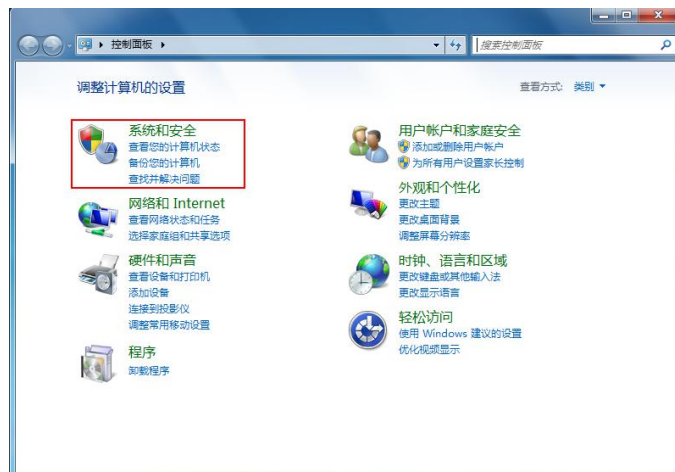 控制面板
搜索控制面板
调整计算机的设置
查看方式: 类别
系统和安全
查看您的计算机状态
备份您的计算机
查找并解决问题
网络和 Internet
查看网络状态和任务
选择家庭组和共享选项
硬件和声音
查看设备和打印机
添加设备
连接到投影仪
调整常用移动设置
程序
卸载程序
用户帐户和家庭安全
添加或删除用户帐户
为所有用户设置家长控制
外观和个性化
更改主题
更改桌面背景
调整屏幕分辨率
时钟、语言和区域
更改键盘或其他输入法
更改显示语言
轻松访问
使用 Windows 建议的设置
优化视频显示